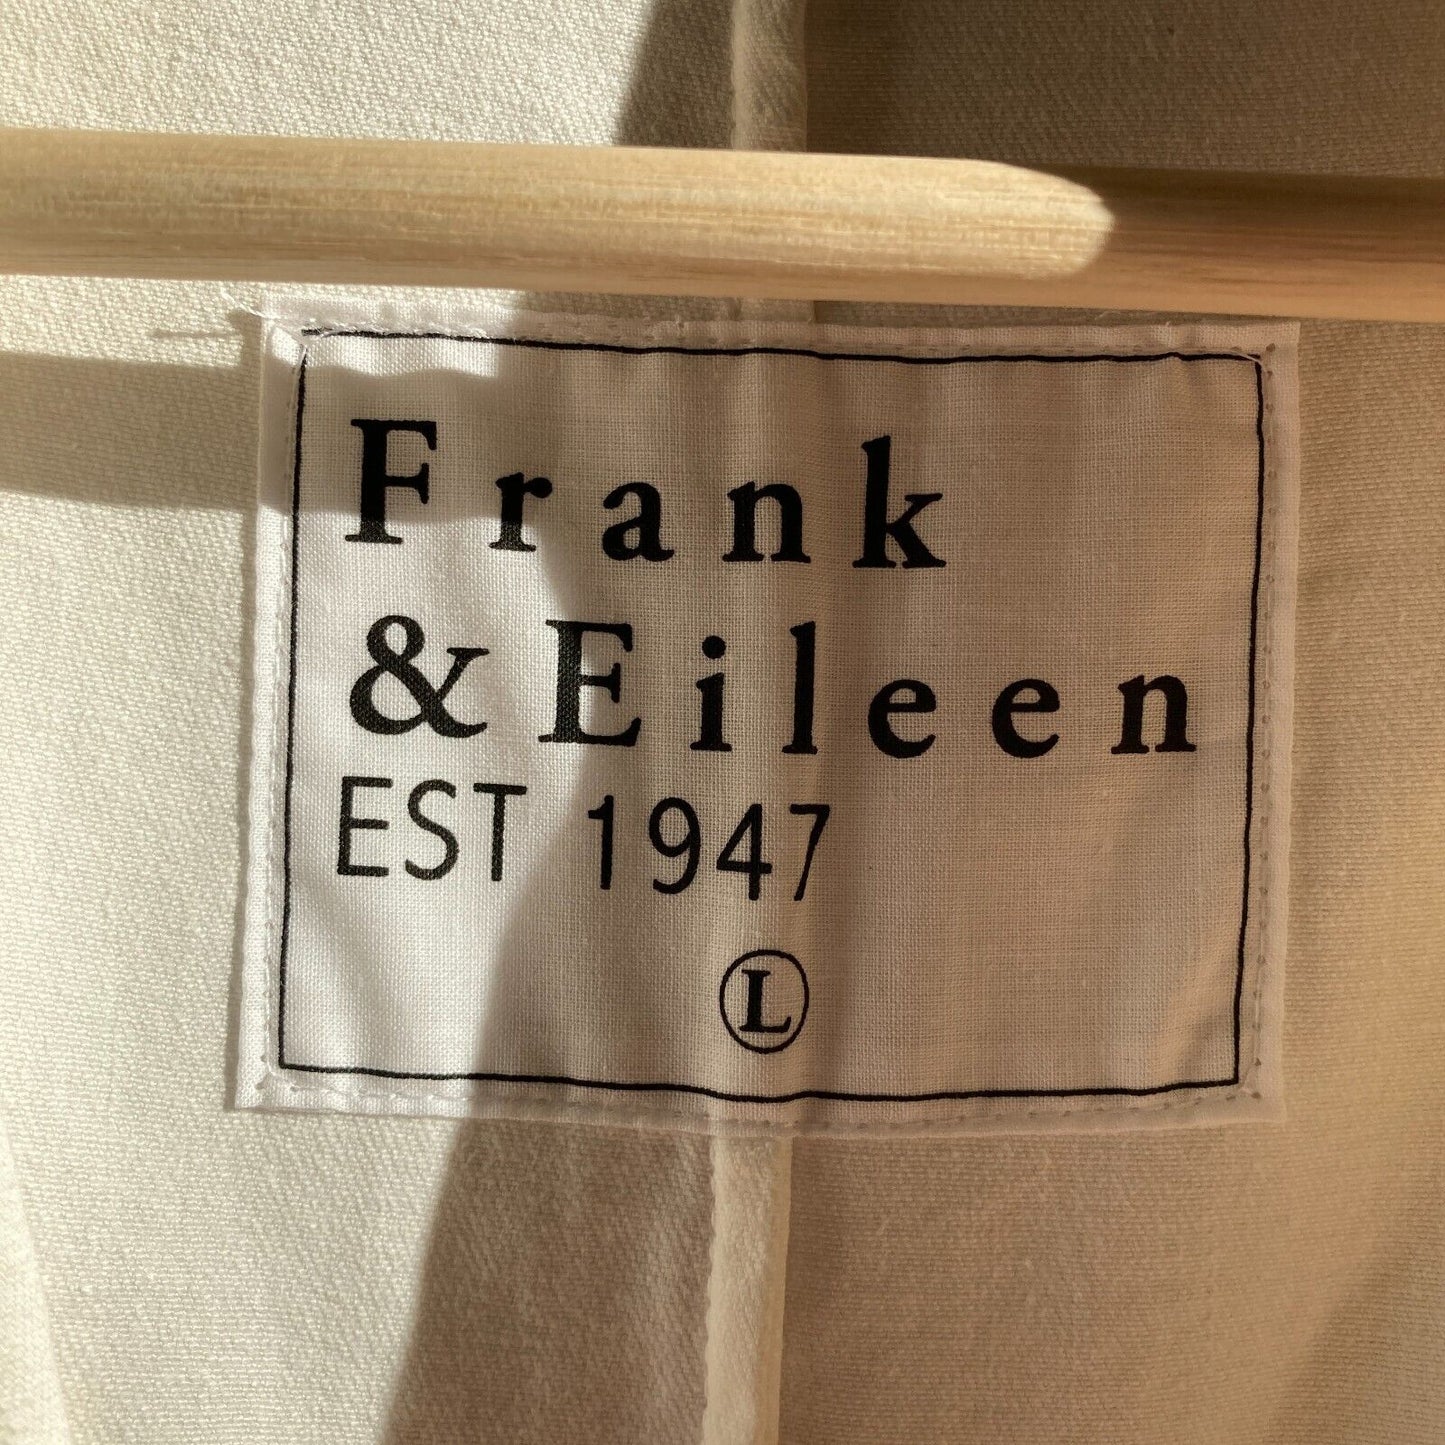 Frank
& Eileen
EST 1947
L